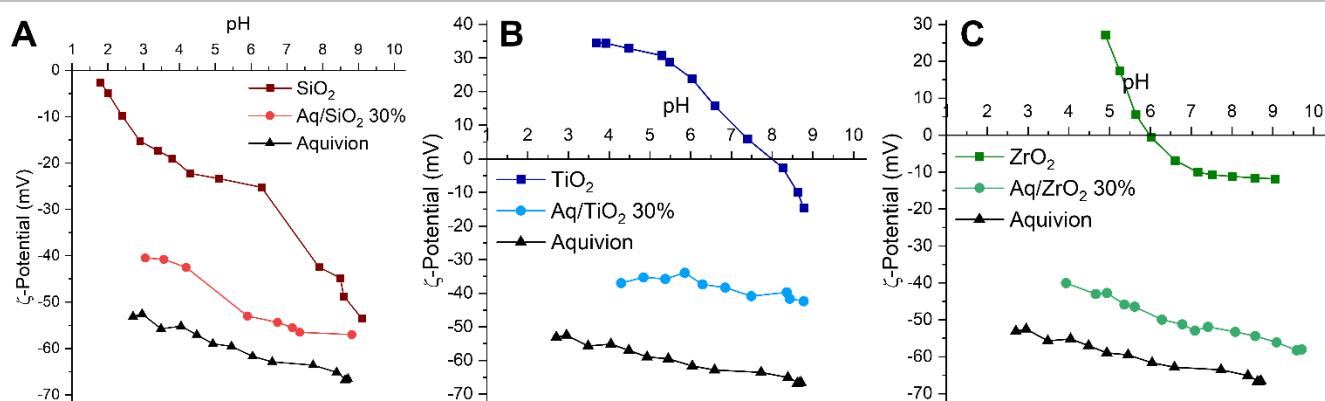 A
pH
1 2 3 4 5 6 7 8 9 10
0
-10
-20
-30
-40
-50
-60
-70
ζ-Potential (mV)
SiO₂
Aq/SiO₂ 30%
Aquivion
B
40
30
20
10
0
-10
-20
-30
-40
-50
-60
-70
ζ-Potential (mV)
pH
1 2 3 4 5 6 7 8 9 10
TiO₂
Aq/TiO₂ 30%
Aquivion
C
30
20
10
0
-10
-20
-30
-40
-50
-60
-70
ζ-Potential (mV)
pH
1 2 3 4 5 6 7 8 9 10
ZrO₂
Aq/ZrO₂ 30%
Aquivion